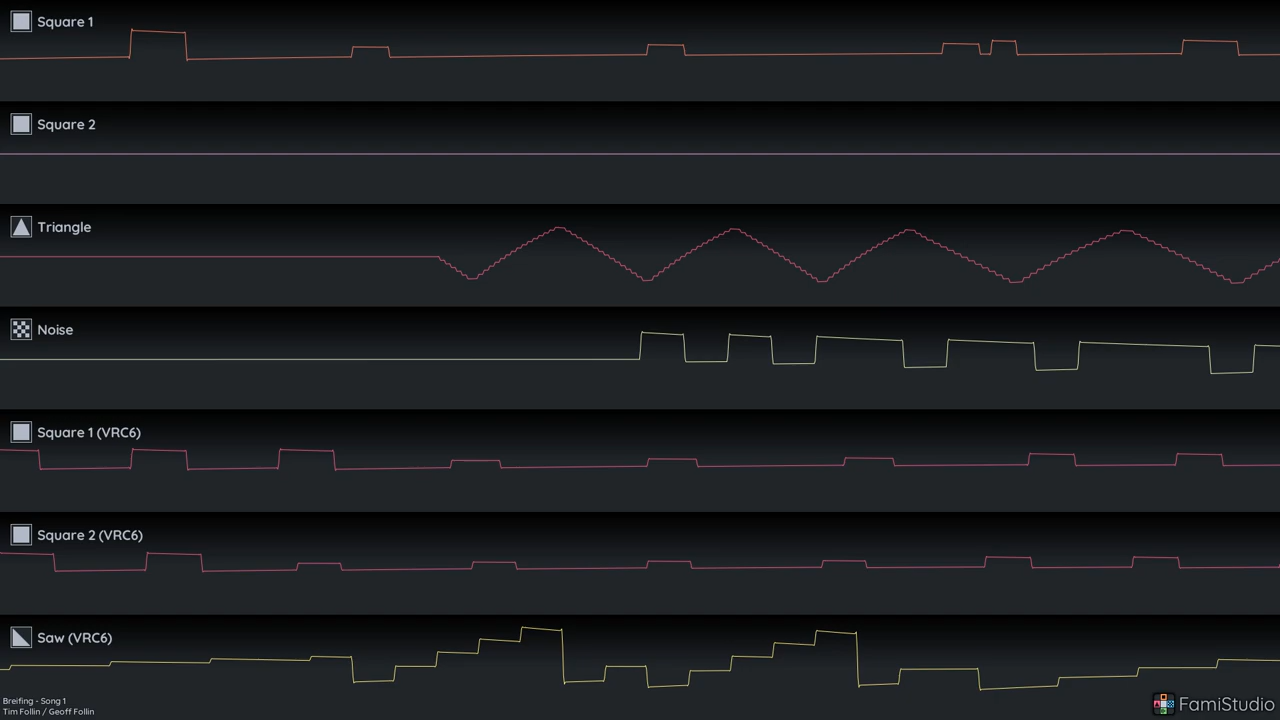 Square 1
Square 2
Triangle
Noise
Square 1 (VRC6)
Square 2 (VRC6)
Saw (VRC6)
Breifing - Song 1
Tim Follin / Geoff Follin
FamiStudio